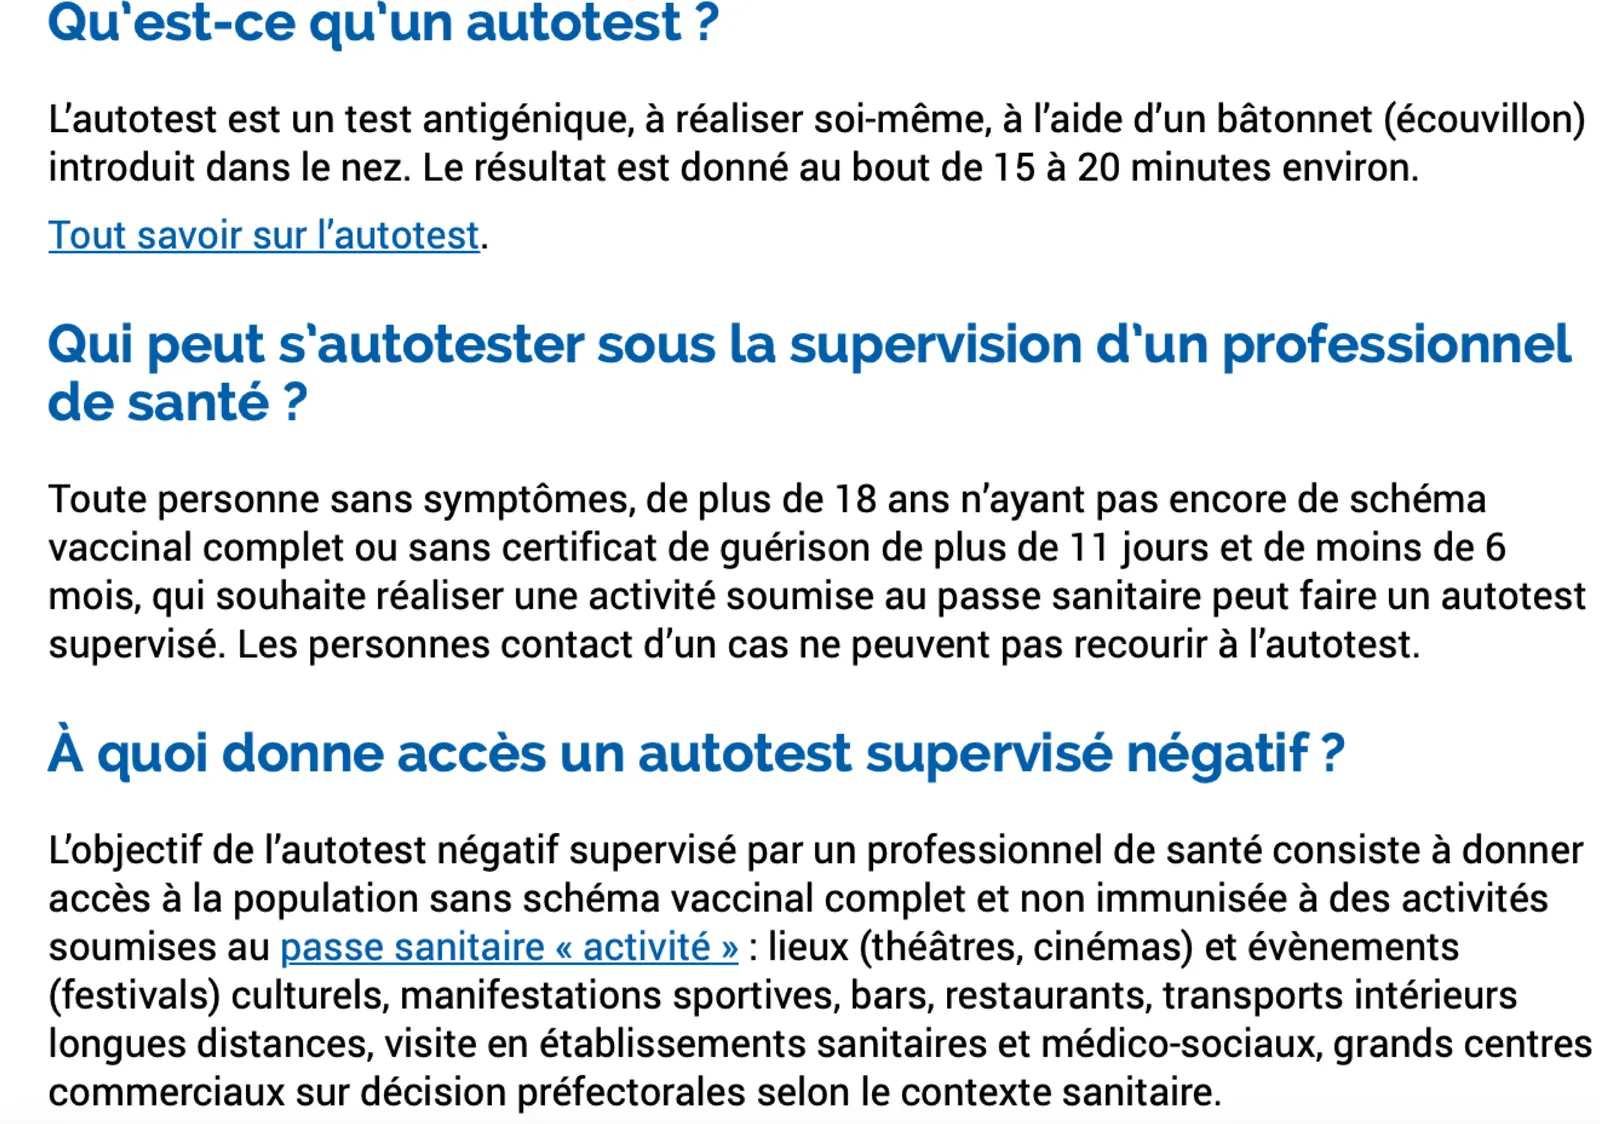 Qu’est-ce qu’un autotest ?
L’autotest est un test antigénique, à réaliser soi-même, à l’aide d’un bâtonnet (écouvillon)
introduit dans le nez. Le résultat est donné au bout de 15 à 20 minutes environ.
Tout savoir sur l’autotest.
Qui peut s’autotester sous la supervision d’un professionnel
de santé ?
Toute personne sans symptômes, de plus de 18 ans n’ayant pas encore de schéma
vaccinal complet ou sans certificat de guérison de plus de 11 jours et de moins de 6
mois, qui souhaite réaliser une activité soumise au passe sanitaire peut faire un autotest
supervisé. Les personnes contact d’un cas ne peuvent pas recourir à l’autotest.
À quoi donne accès un autotest supervisé négatif ?
L’objectif de l’autotest négatif supervisé par un professionnel de santé consiste à donner
accès à la population sans schéma vaccinal complet et non immunisée à des activités
soumises au passe sanitaire « activité » : lieux (théâtres, cinémas) et évènements
(festivals) culturels, manifestations sportives, bars, restaurants, transports intérieurs
longues distances, visite en établissements sanitaires et médico-sociaux, grands centres
commerciaux sur décision préfectorales selon le contexte sanitaire.